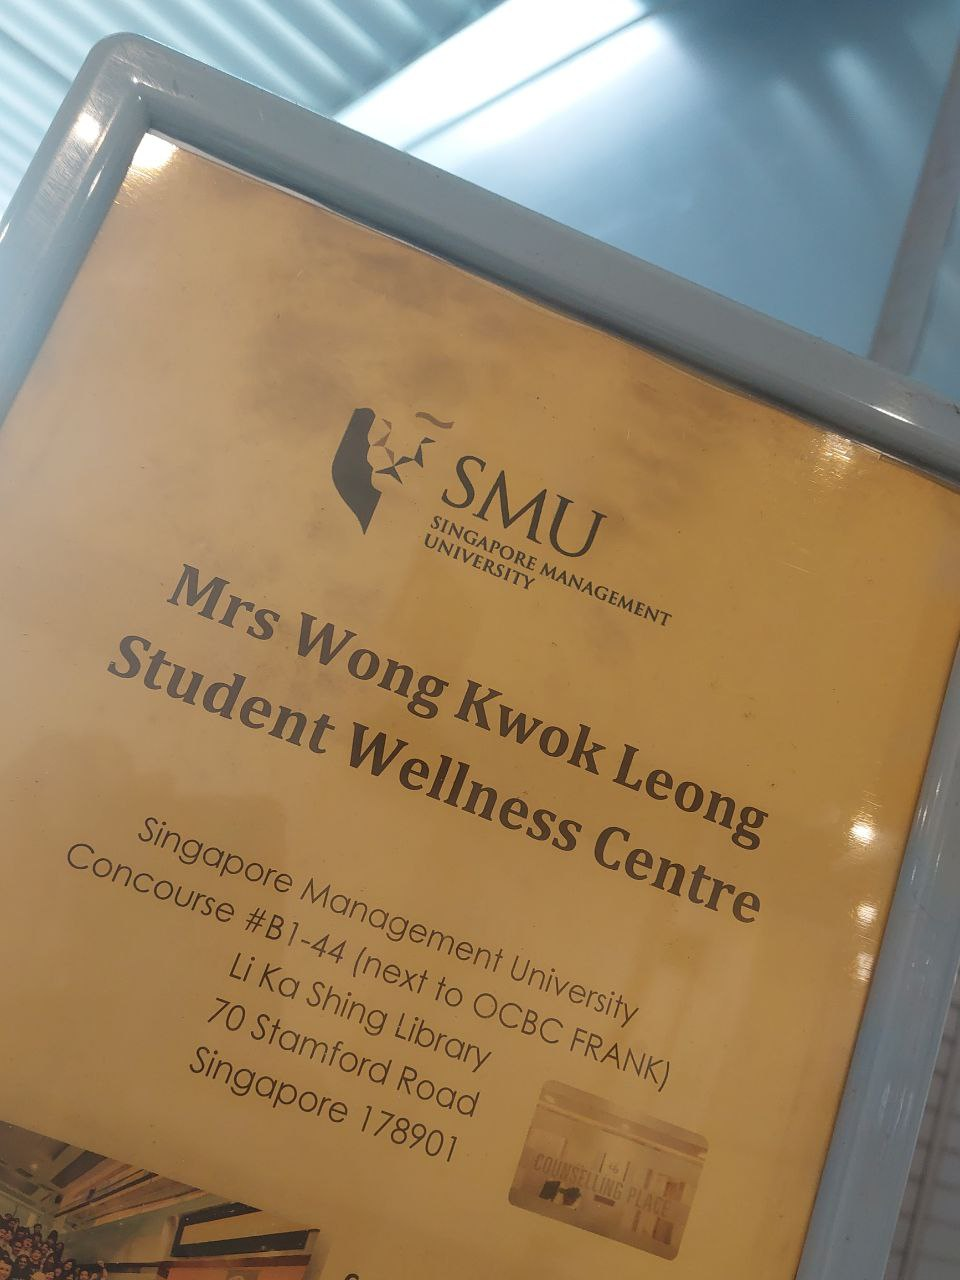 SMU
SINGAPORE MANAGEMENT
UNIVERSITY
Mrs Wong Kwok Leong
Student Wellness Centre
Singapore Management University
Concourse #B1-44 (next to OCBC FRANK)
Li Ka Shing Library
70 Stamford Road
Singapore 178901
COUNSELLING PLACE